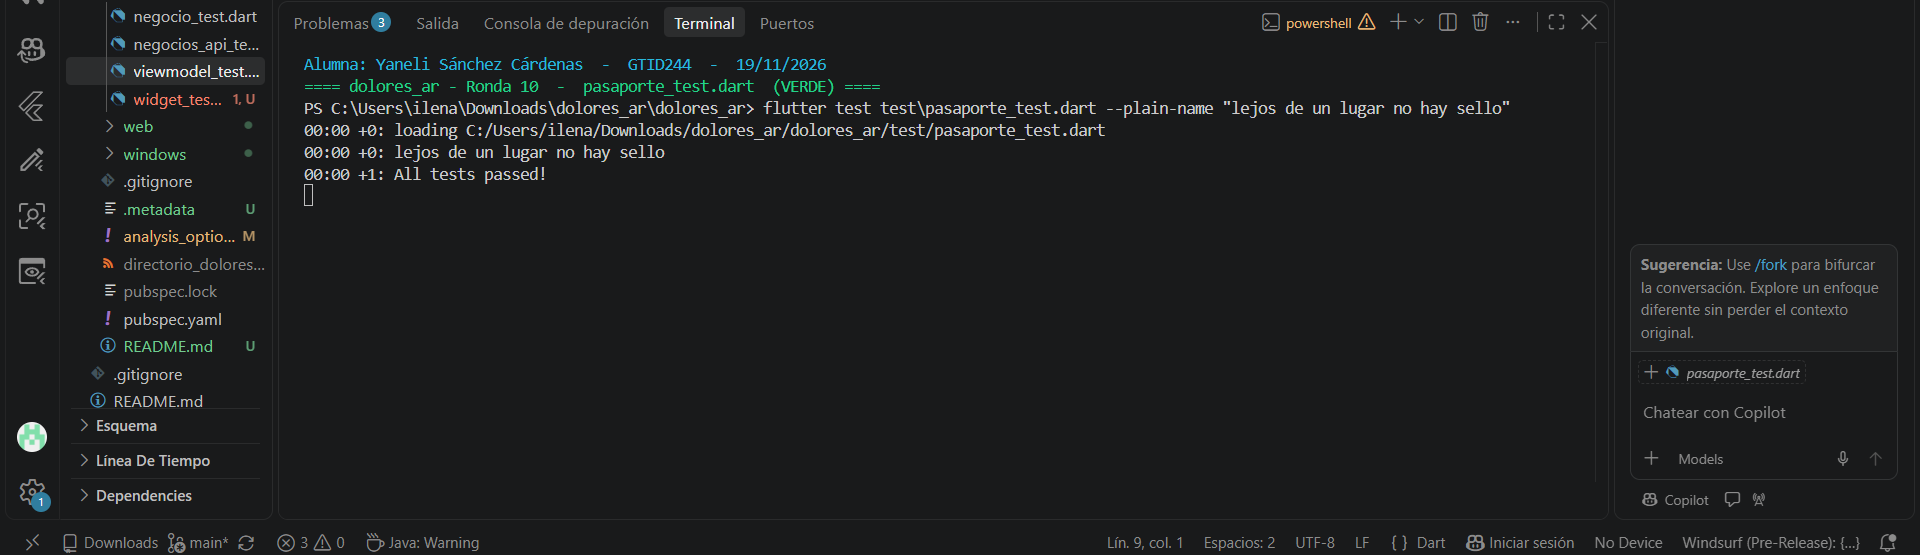 negocio_test.dart
negocios_api_te...
viewmodel_test....
widget_tes... 1, U
web
windows
.gitignore
.metadata U
analysis_optio... M
directorio_dolores...
pubspec.lock
pubspec.yaml
README.md U
.gitignore
README.md
Esquema
Línea De Tiempo
Dependencies
1
Problemas 3 Salida Consola de depuración Terminal Puertos
powershell
Alumna: Yaneli Sánchez Cárdenas - GTID244 - 19/11/2026
==== dolores_ar - Ronda 10 - pasaporte_test.dart (VERDE) ====
PS C:\Users\ilena\Downloads\dolores_ar\dolores_ar> flutter test test\pasaporte_test.dart --plain-name "lejos de un lugar no hay sello"
00:00 +0: loading C:/Users/ilena/Downloads/dolores_ar/dolores_ar/test/pasaporte_test.dart
00:00 +0: lejos de un lugar no hay sello
00:00 +1: All tests passed!
Sugerencia: Use /fork para bifurcar
la conversación. Explore un enfoque
diferente sin perder el contexto
original.
pasaporte_test.dart
Chatear con Copilot
Models
Copilot
Downloads main* 3 0 Java: Warning Lín. 9, col. 1 Espacios: 2 UTF-8 LF { } Dart Iniciar sesión No Device Windsurf (Pre-Release): {...}